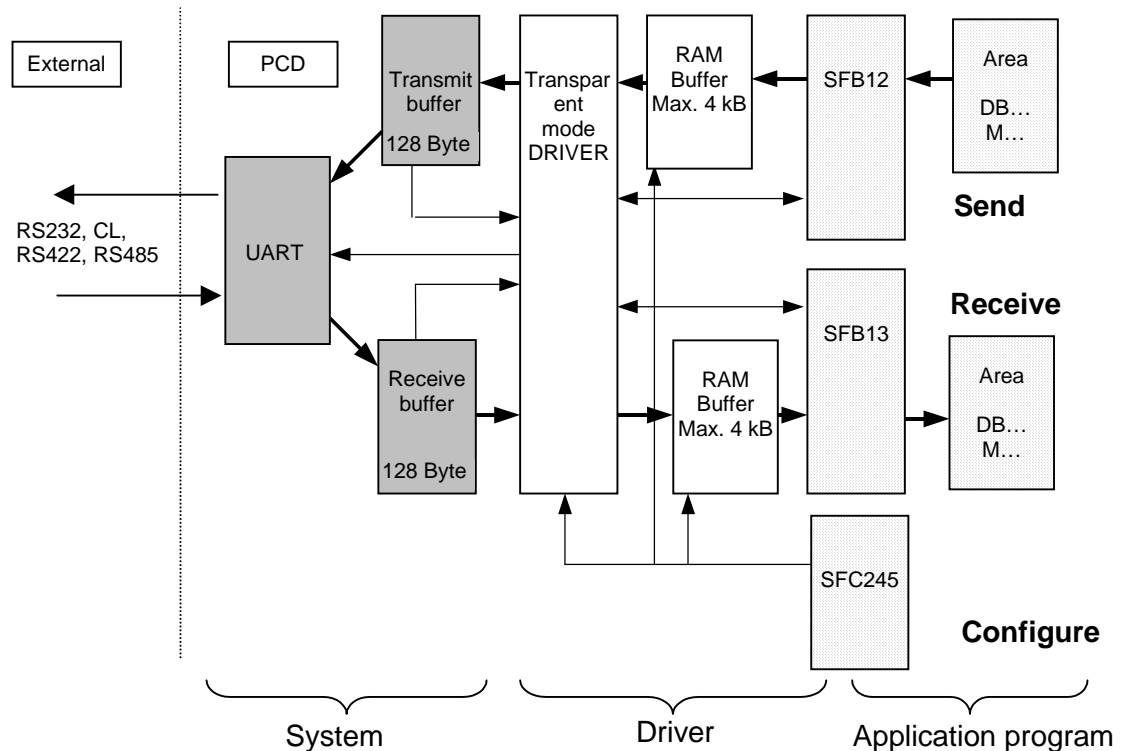 External
PCD
Transmit
buffer
128 Byte
Transpar
ent
mode
DRIVER
RAM
Buffer
Max. 4 kB
SFB12
Area
DB…
M…
Send
RS232, CL,
RS422, RS485
UART
Receive
buffer
128 Byte
RAM
Buffer
Max. 4 kB
SFB13
Receive
Area
DB…
M…
SFC245
Configure
System
Driver
Application program